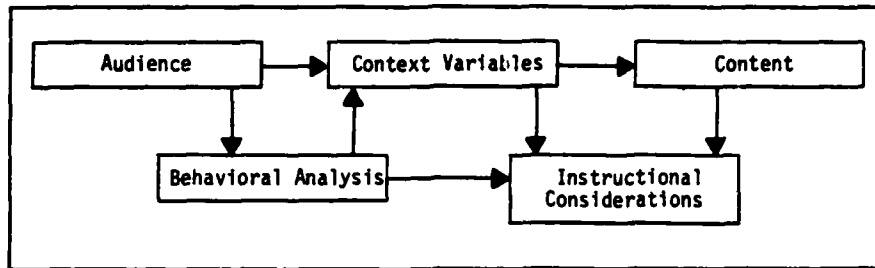 Audience
Context Variables
Content
Behavioral Analysis
Instructional
Considerations